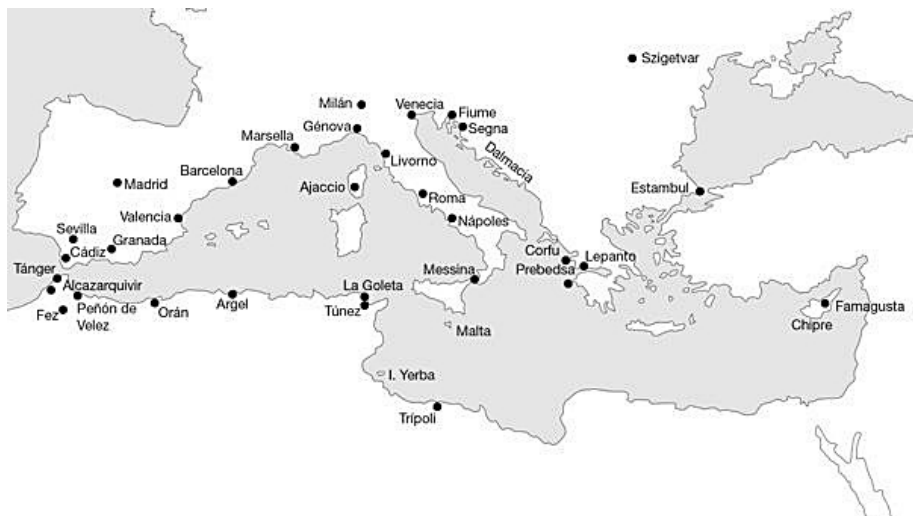 Szigetvar
Milán
Venecia
Fiume
Génova
Segna
Marsella
Livorno
Dalmacia
Barcelona
Madrid
Ajaccio
Roma
Estambul
Valencia
Nápoles
Sevilla
Granada
Cádiz
Corfu
Lepanto
Tánger
Messina
Prebedsa
Alcazarquivir
La Goleta
Peñón de
Velez
Fez
Orán
Argel
Túnez
Malta
Famagusta
Chipre
I. Yerba
Trípoli